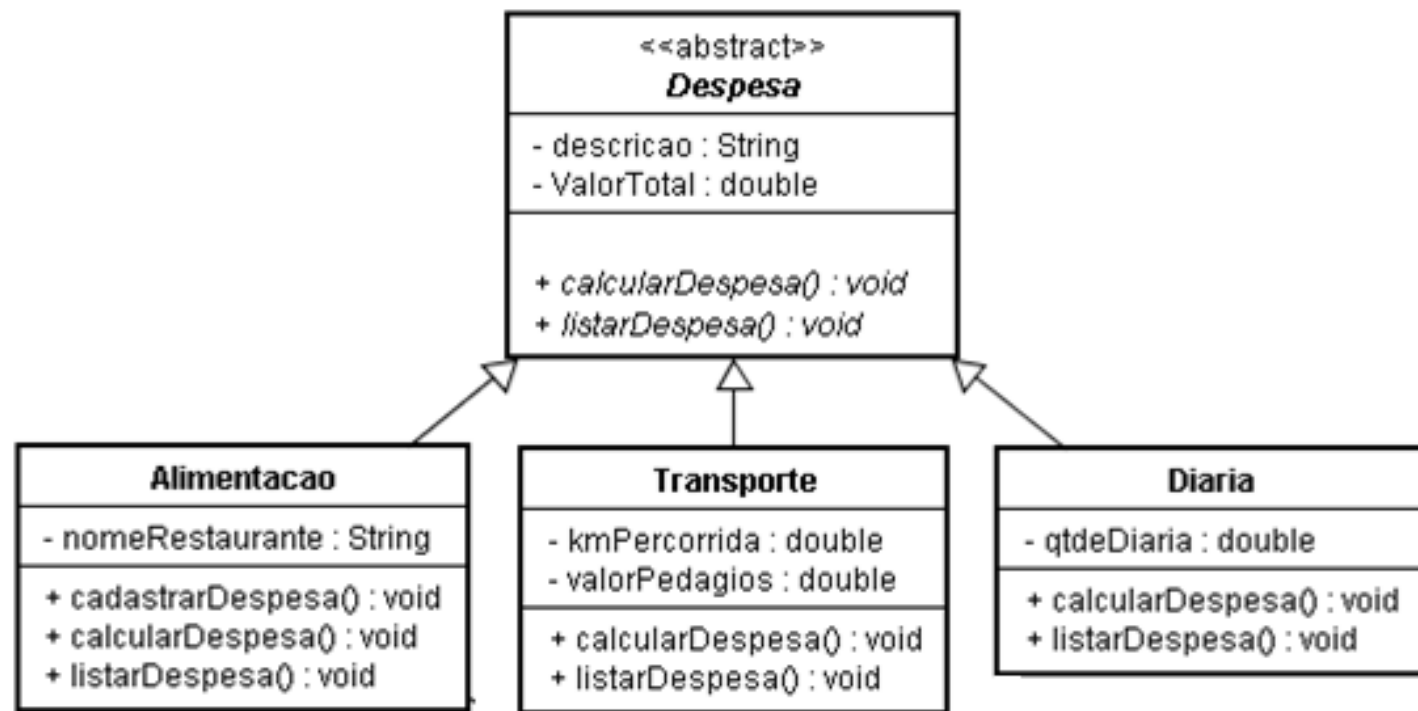 <<abstract>>
Despesa
- descricao : String
- ValorTotal : double
+ calcularDespesa() : void
+ listarDespesa() : void
Alimentacao
- nomeRestaurante : String
+ cadastrarDespesa() : void
+ calcularDespesa() : void
+ listarDespesa() : void
Transporte
- kmPercorrida : double
- valorPedagios : double
+ calcularDespesa() : void
+ listarDespesa() : void
Diaria
- qtdeDiaria : double
+ calcularDespesa() : void
+ listarDespesa() : void